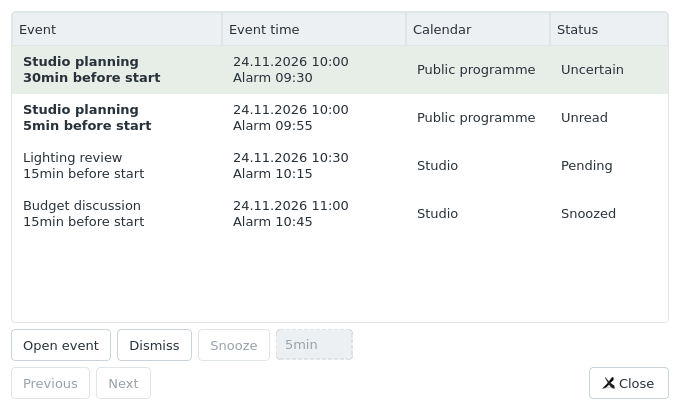 Event Event time Calendar Status
Studio planning 24.11.2026 10:00 Public programme Uncertain
30min before start Alarm 09:30
Studio planning 24.11.2026 10:00 Public programme Unread
5min before start Alarm 09:55
Lighting review 24.11.2026 10:30 Studio Pending
15min before start Alarm 10:15
Budget discussion 24.11.2026 11:00 Studio Snoozed
15min before start Alarm 10:45
Open event Dismiss Snooze 5min
Previous Next Close